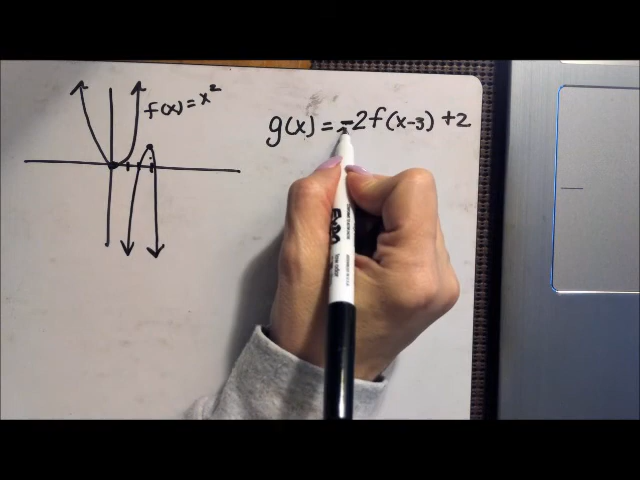 f(x) = x²
g(x) = -2f(x-3) + 2
EXPO